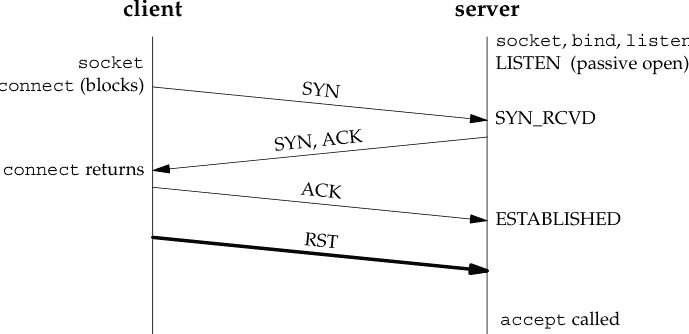 client
server
socket, bind, listen
LISTEN (passive open)
socket
connect (blocks)
SYN
SYN_RCVD
SYN, ACK
connect returns
ACK
ESTABLISHED
RST
accept called